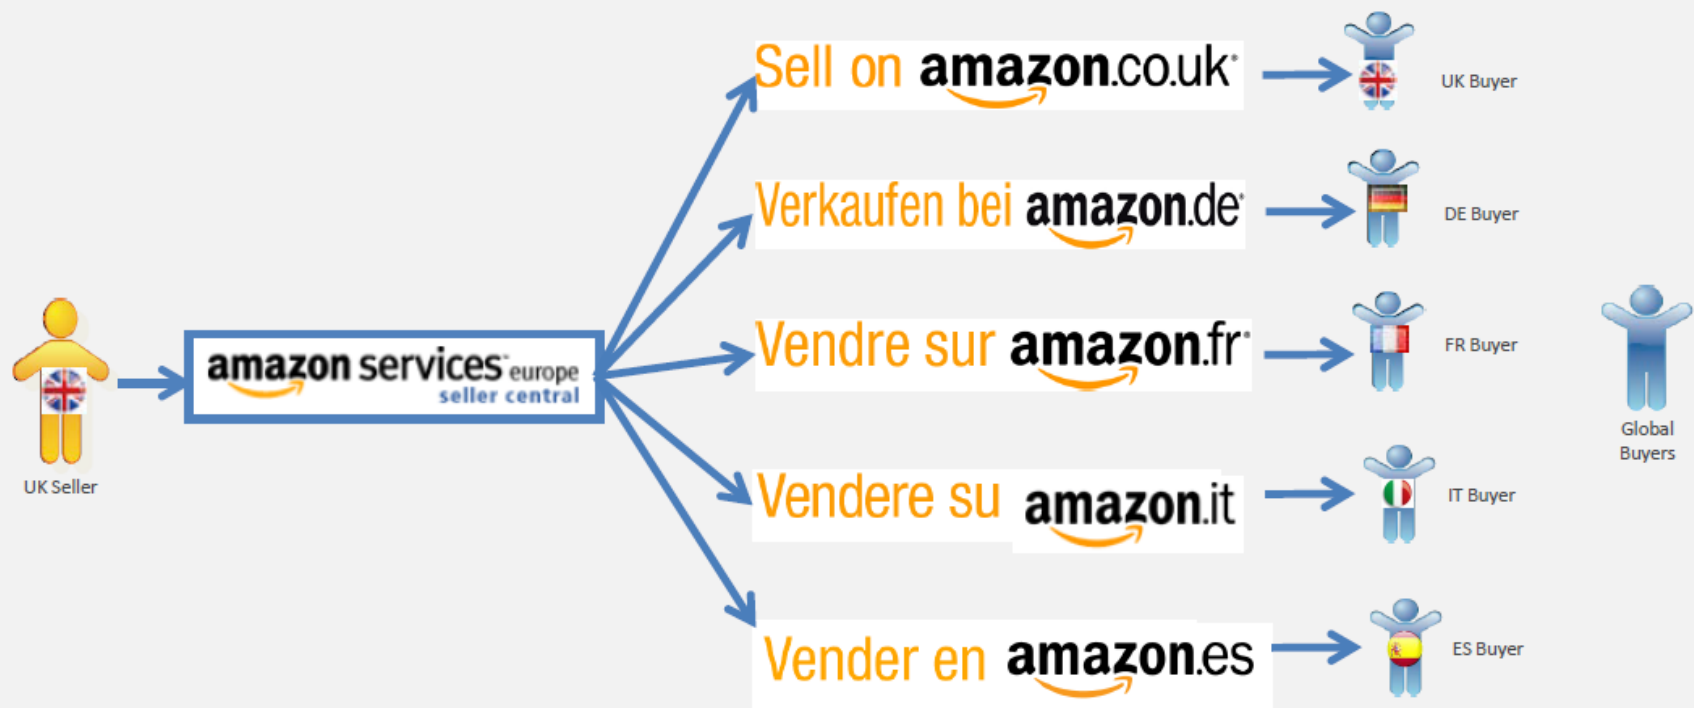 Sell on amazon.co.uk
UK Buyer
Verkaufen bei amazon.de
DE Buyer
Vendre sur amazon.fr
FR Buyer
UK Seller
amazon services europe
seller central
Global
Buyers
Vendere su amazon.it
IT Buyer
Vender en amazon.es
ES Buyer